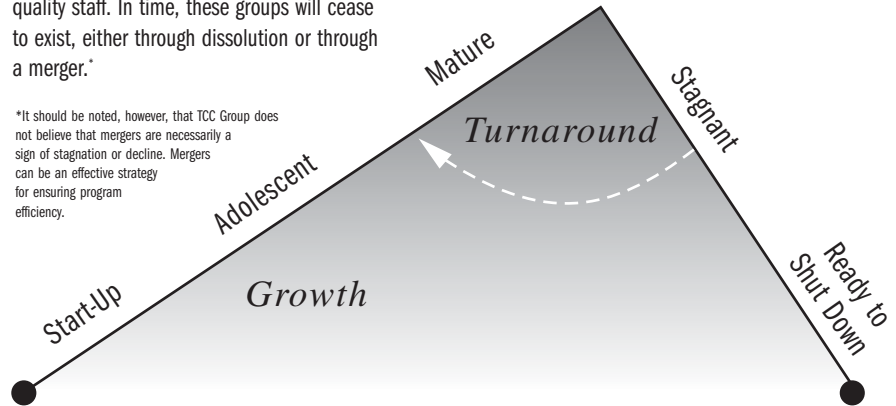 quality staff. In time, these groups will cease
to exist, either through dissolution or through
a merger.*
*It should be noted, however, that TCC Group does
not believe that mergers are necessarily a
sign of stagnation or decline. Mergers
can be an effective strategy
for ensuring program
efficiency.
Start-Up
Adolescent
Mature
Stagnant
Ready to
Shut Down
Turnaround
Growth